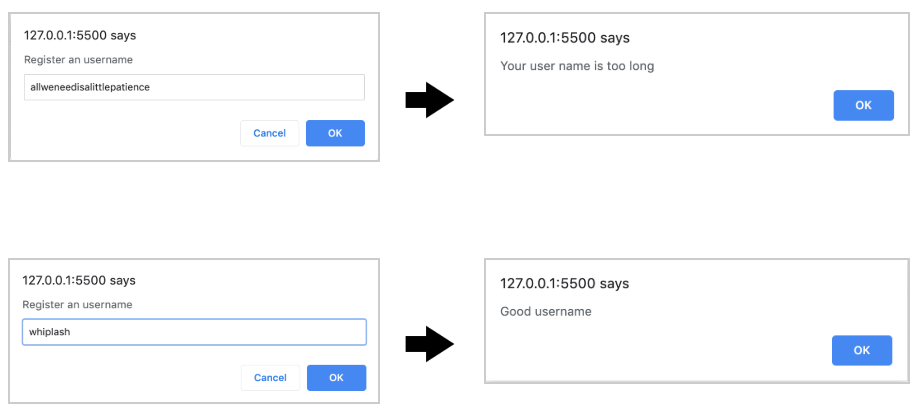 127.0.0.1:5500 says
Register an username
allweneedisalittlepatience
Cancel OK
127.0.0.1:5500 says
Your user name is too long
OK
127.0.0.1:5500 says
Register an username
whiplash
Cancel OK
127.0.0.1:5500 says
Good username
OK